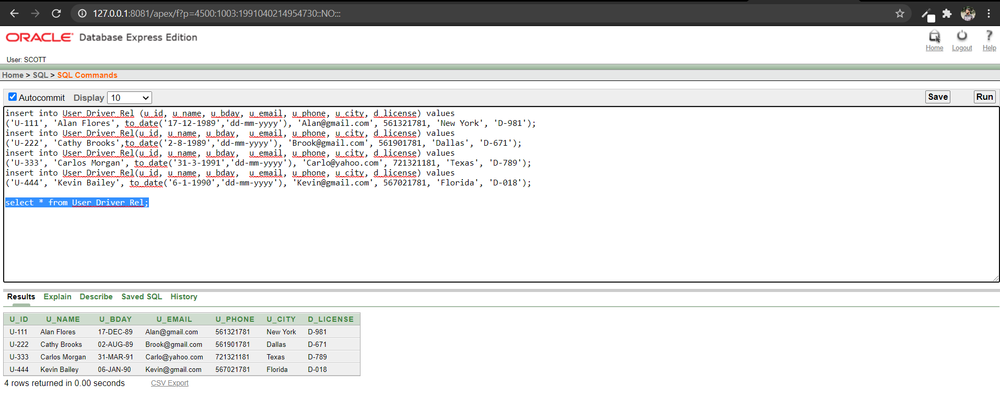 127.0.0.1:8081/apex/f?p=4500:1003:1991040214954730::NO:::
ORACLE Database Express Edition
Home Logout Help
User: SCOTT
Home > SQL > SQL Commands
Autocommit Display 10 Save Run
insert into User_Driver_Rel (u_id, u_name, u_bday, u_email, u_phone, u_city, d_license) values
('U-111', 'Alan Flores', to_date('17-12-1989','dd-mm-yyyy'), 'Alan@gmail.com', 561321781, 'New York', 'D-981');
insert into User_Driver_Rel(u_id, u_name, u_bday,  u_email, u_phone, u_city, d_license) values
('U-222', 'Cathy Brooks',to_date('2-8-1989','dd-mm-yyyy'), 'Brook@gmail.com', 561901781, 'Dallas', 'D-671');
insert into User_Driver_Rel(u_id, u_name, u_bday,  u_email, u_phone, u_city, d_license) values
('U-333', 'Carlos Morgan', to_date('31-3-1991','dd-mm-yyyy'), 'Carlo@yahoo.com', 721321181, 'Texas', 'D-789');
insert into User_Driver_Rel(u_id, u_name, u_bday,  u_email, u_phone, u_city, d_license) values
('U-444', 'Kevin Bailey', to_date('6-1-1990','dd-mm-yyyy'), 'Kevin@gmail.com', 567021781, 'Florida', 'D-018');
select * from User_Driver_Rel;
Results Explain Describe Saved SQL History
U_ID U_NAME U_BDAY U_EMAIL U_PHONE U_CITY D_LICENSE
U-111 Alan Flores 17-DEC-89 Alan@gmail.com 561321781 New York D-981
U-222 Cathy Brooks 02-AUG-89 Brook@gmail.com 561901781 Dallas D-671
U-333 Carlos Morgan 31-MAR-91 Carlo@yahoo.com 721321181 Texas D-789
U-444 Kevin Bailey 06-JAN-90 Kevin@gmail.com 567021781 Florida D-018
4 rows returned in 0.00 seconds CSV Export